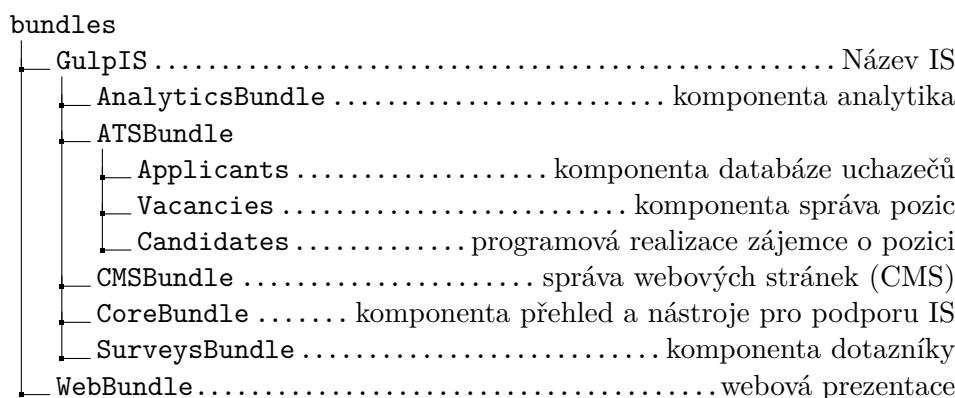 bundles
GulpIS ..................................................... Název IS
AnalyticsBundle ......................... komponenta analytika
ATSBundle
Applicants ................... komponenta databáze uchazečů
Vacancies .......................... komponenta správa pozic
Candidates ............. programová realizace zájemce o pozici
CMSBundle ...................... správa webových stránek (CMS)
CoreBundle ....... komponenta přehled a nástroje pro podporu IS
SurveysBundle ........................... komponenta dotazníky
WebBundle ....................................... webová prezentace